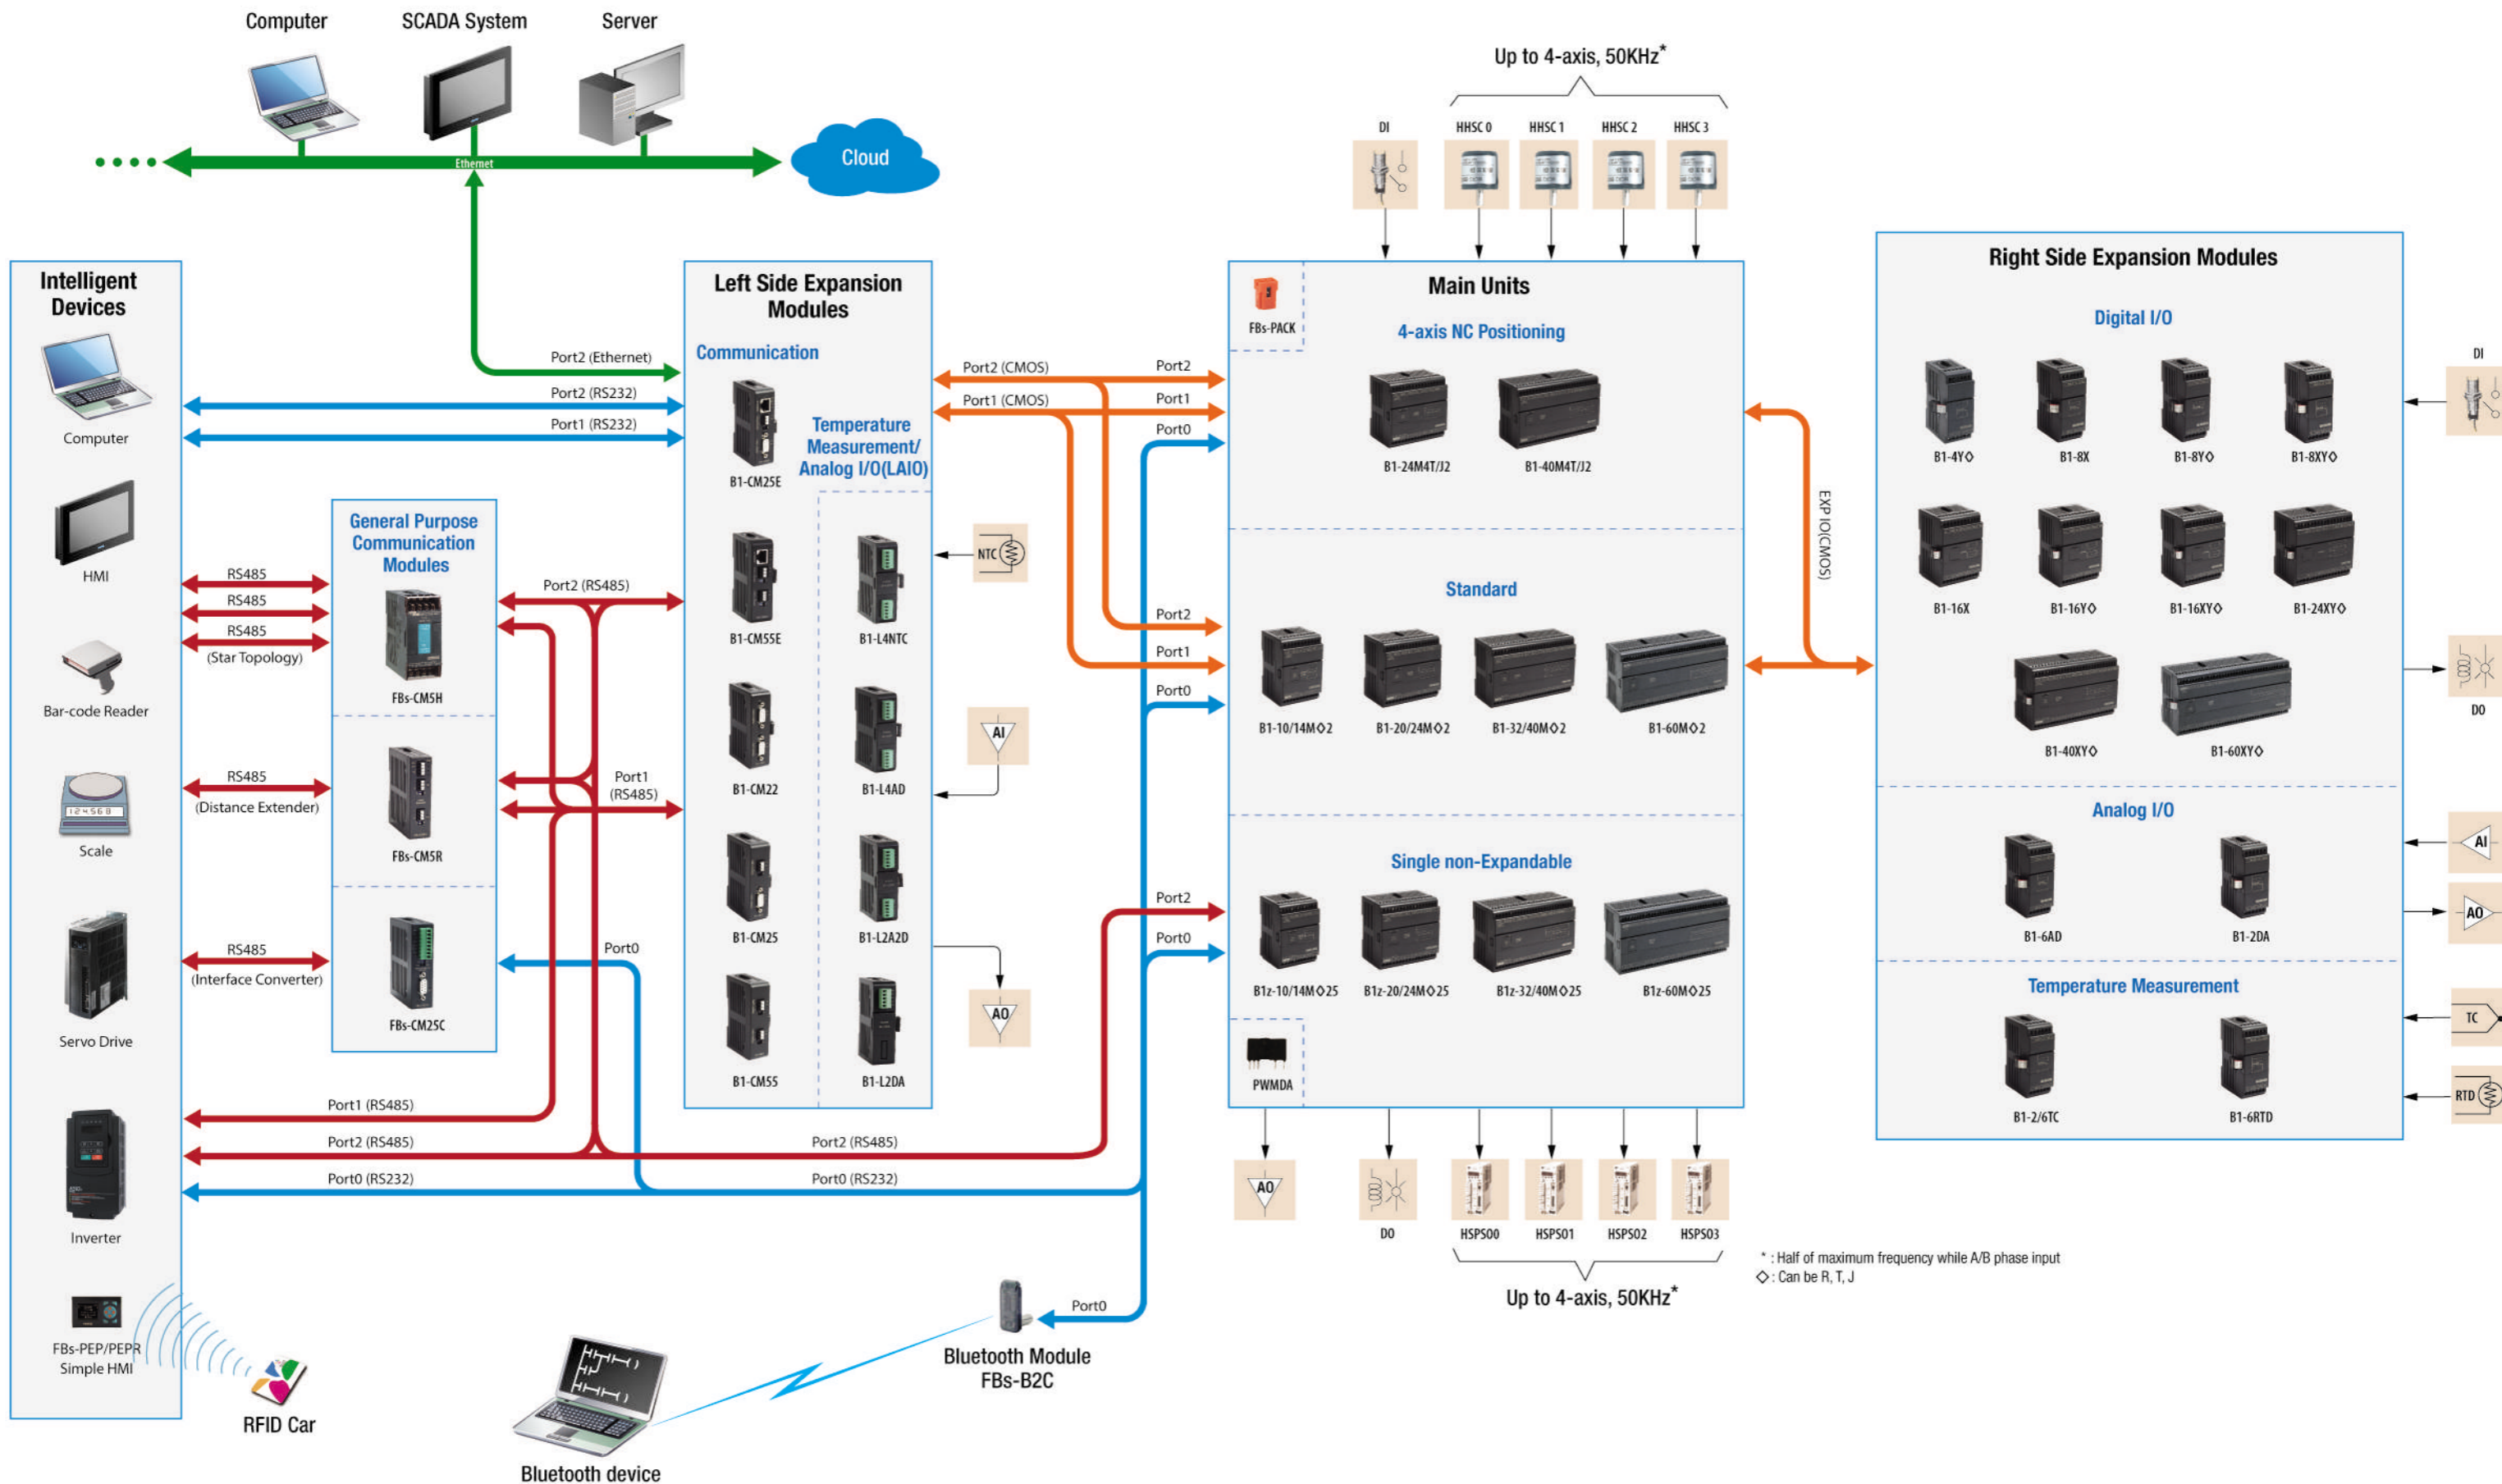 Computer
SCADA System
Server
Ethernet
Cloud
Up to 4-axis, 50KHz*
DI
HHSC 0
HHSC 1
HHSC 2
HHSC 3
Intelligent
Devices
Computer
HMI
Bar-code Reader
124.568
Scale
Servo Drive
Inverter
FBs-PEP/PEPR
Simple HMI
RFID Car
Port2 (Ethernet)
Port2 (RS232)
Port1 (RS232)
RS485
RS485
RS485
(Star Topology)
RS485
(Distance Extender)
RS485
(Interface Converter)
General Purpose
Communication
Modules
FBs-CM5H
FBs-CM5R
FBs-CM25C
Port2 (RS485)
Port1
(RS485)
Port0
Port1 (RS485)
Port2 (RS485)
Port0 (RS232)
Port2 (RS485)
Port0 (RS232)
Left Side Expansion
Modules
Communication
B1-CM25E
B1-CM55E
B1-CM22
B1-CM25
B1-CM55
Temperature
Measurement/
Analog I/O(LAIO)
B1-L4NTC
B1-L4AD
B1-L2A2D
B1-L2DA
NTC
AI
AO
Port2 (CMOS)
Port1 (CMOS)
Port2
Port1
Port0
Port2
Port1
Port0
Port2
Port0
Main Units
FBs-PACK
4-axis NC Positioning
B1-24M4T/J2
B1-40M4T/J2
Standard
B1-10/14M◇2
B1-20/24M◇2
B1-32/40M◇2
B1-60M◇2
Single non-Expandable
B1z-10/14M◇25
B1z-20/24M◇25
B1z-32/40M◇25
B1z-60M◇25
PWMDA
EXP IO(CMOS)
Right Side Expansion Modules
Digital I/O
B1-4Y◇
B1-8X
B1-8Y◇
B1-8XY◇
B1-16X
B1-16Y◇
B1-16XY◇
B1-24XY◇
B1-40XY◇
B1-60XY◇
Analog I/O
B1-6AD
B1-2DA
Temperature Measurement
B1-2/6TC
B1-6RTD
DI
DO
AI
AO
TC
RTD
AO
DO
HSPSO0
HSPSO1
HSPSO2
HSPSO3
Up to 4-axis, 50KHz*
* : Half of maximum frequency while A/B phase input
◇ : Can be R, T, J
Port0
Bluetooth Module
FBs-B2C
Bluetooth device